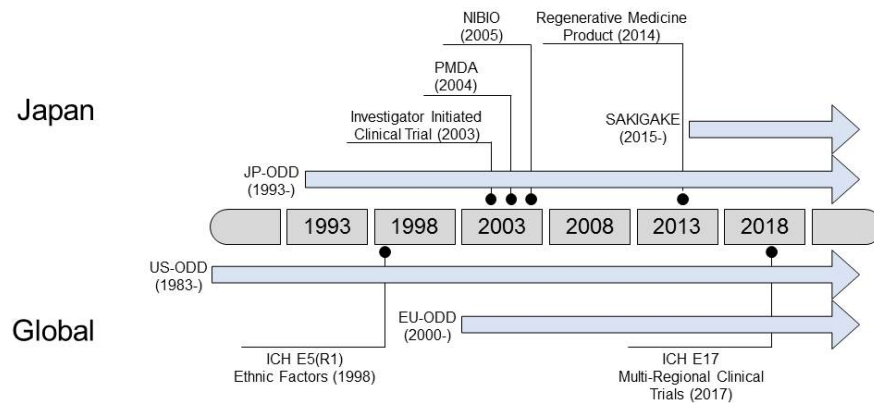 NIBIO
(2005)
Regenerative Medicine
Product (2014)
PMDA
(2004)
Japan
Investigator Initiated
Clinical Trial (2003)
SAKIGAKE
(2015-)
JP-ODD
(1993-)
1993
1998
2003
2008
2013
2018
US-ODD
(1983-)
Global
EU-ODD
(2000-)
ICH E5(R1)
Ethnic Factors (1998)
ICH E17
Multi-Regional Clinical
Trials (2017)